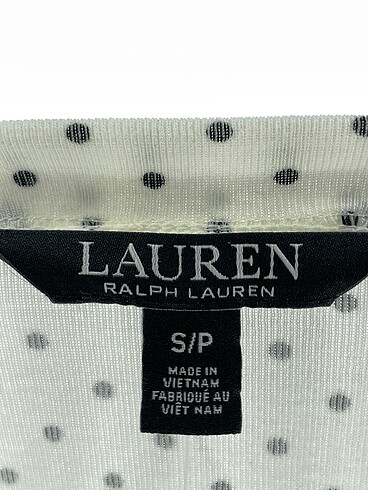 LAUREN
RALPH LAUREN
S/P
MADE IN
VIETNAM
FABRIQUÉ AU
VIÊT NAM